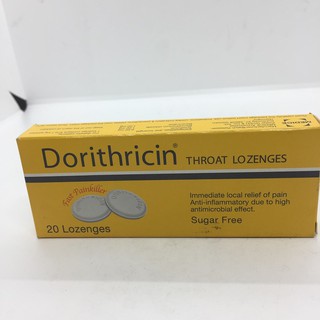 Dorithricin® THROAT LOZENGES
Fast Painkiller
Immediate local relief of pain
Anti-inflammatory due to high
antimicrobial effect.
Sugar Free
20 Lozenges